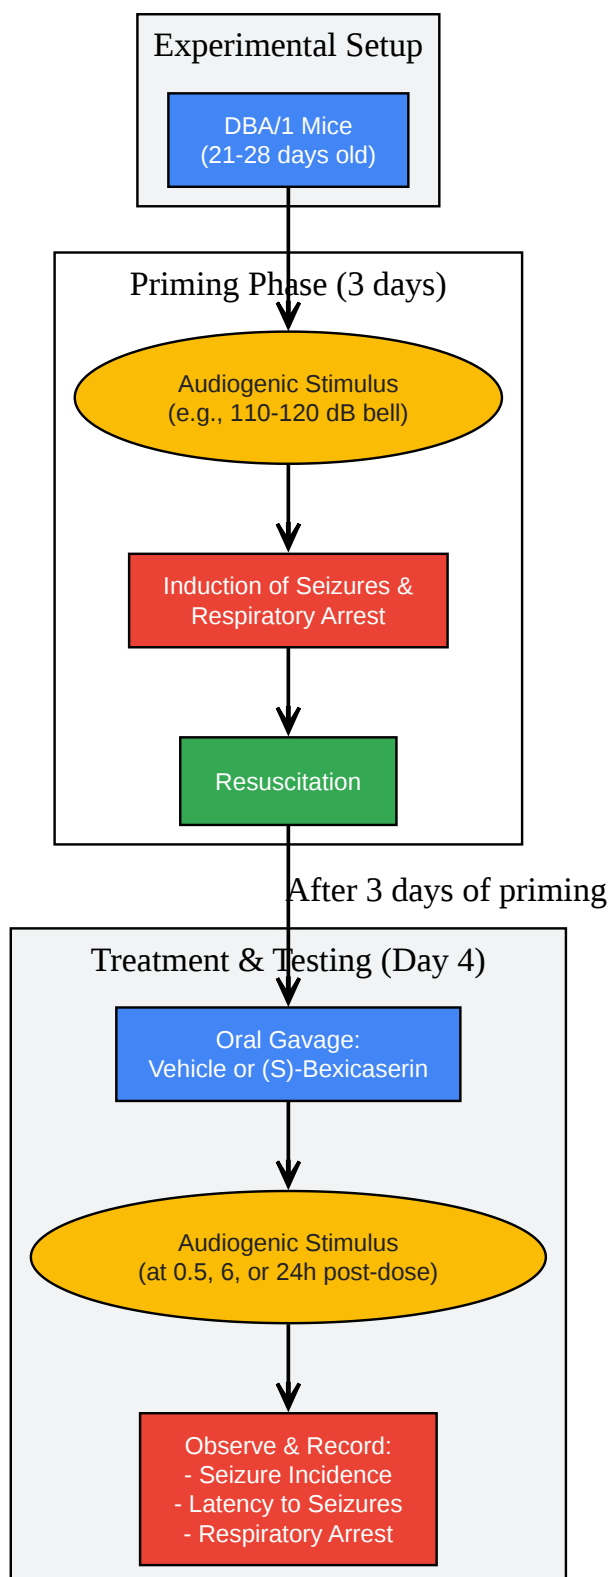 Experimental Setup
DBA/1 Mice
(21-28 days old)
Priming Phase (3 days)
Audiogenic Stimulus
(e.g., 110-120 dB bell)
Induction of Seizures &
Respiratory Arrest
Resuscitation
After 3 days of priming
Treatment & Testing (Day 4)
Oral Gavage:
Vehicle or (S)-Bexicaserin
Audiogenic Stimulus
(at 0.5, 6, or 24h post-dose)
Observe & Record:
- Seizure Incidence
- Latency to Seizures
- Respiratory Arrest